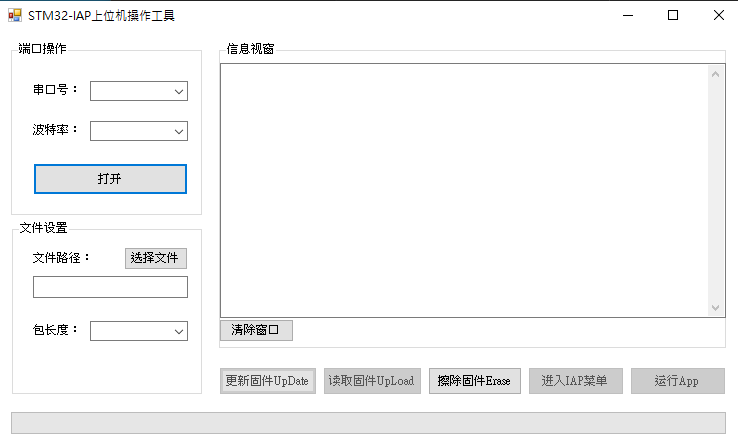 STM32-IAP上位机操作工具
端口操作
串口号：
波特率：
打开
文件设置
文件路径：
选择文件
包长度：
信息视窗
清除窗口
更新固件UpDate
读取固件UpLoad
擦除固件Erase
进入IAP菜单
运行App